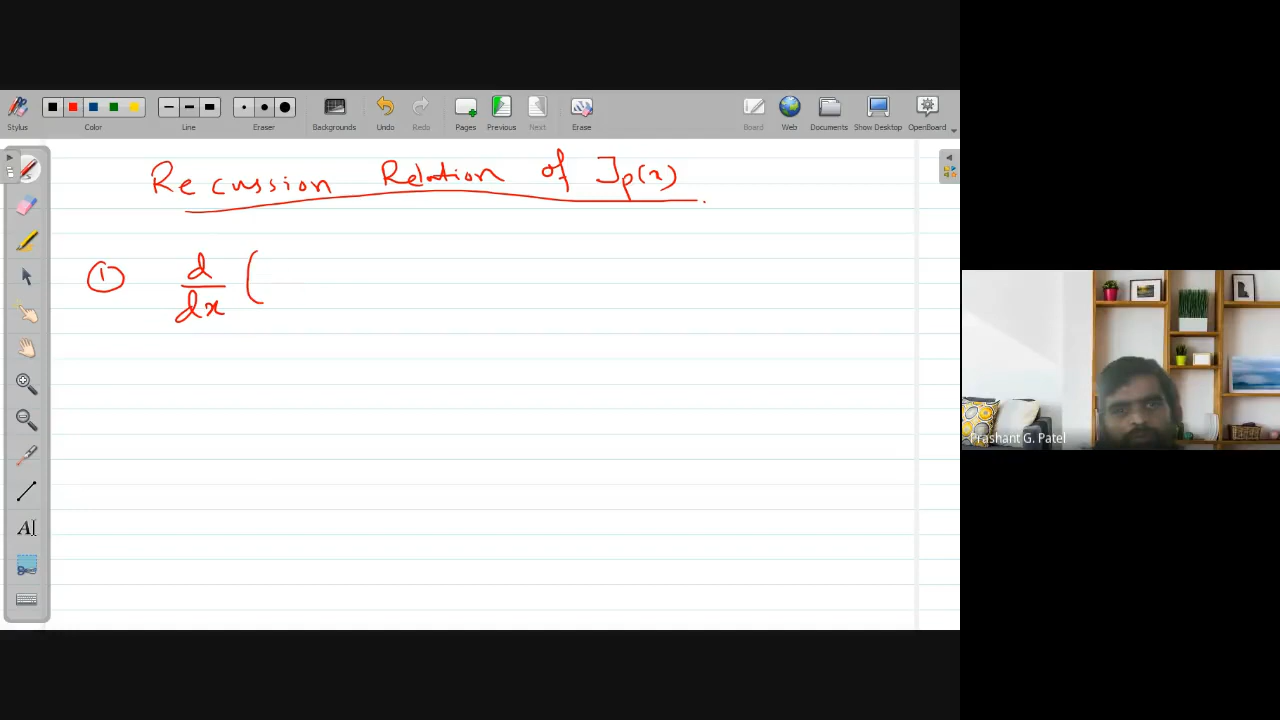 Stylus
Color
Line
Eraser
Backgrounds
Undo
Redo
Pages
Previous
Next
Erase
Board
Web
Documents
Show Desktop
OpenBoard
Recussion Relation of Jp(x)
① d/dx (
Prashant G. Patel